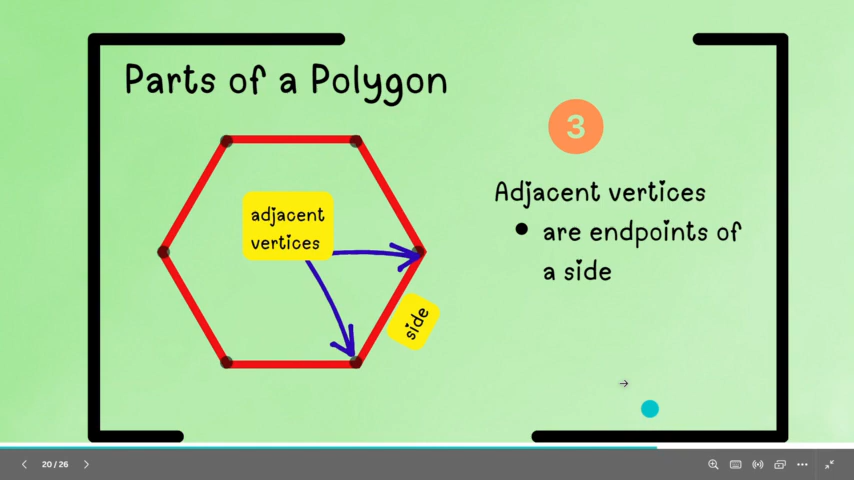 Parts of a Polygon
3
adjacent
vertices
side
Adjacent vertices
• are endpoints of
a side
20 / 26